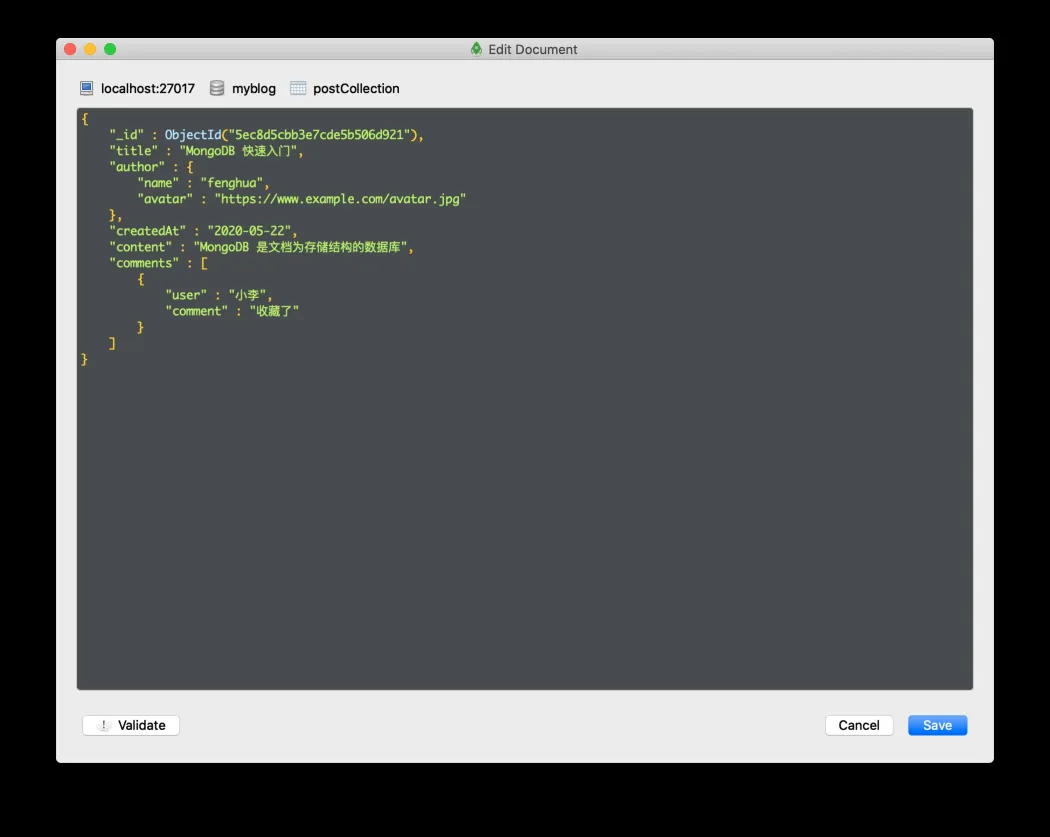 Edit Document
localhost:27017 myblog postCollection
{
    "_id" : ObjectId("5ec8d5cbb3e7cde5b506d921"),
    "title" : "MongoDB 快速入门",
    "author" : {
        "name" : "fenghua",
        "avatar" : "https://www.example.com/avatar.jpg"
    },
    "createdAt" : "2020-05-22",
    "content" : "MongoDB 是文档为存储结构的数据库",
    "comments" : [
        {
            "user" : "小李",
            "comment" : "收藏了"
        }
    ]
}
! Validate Cancel Save